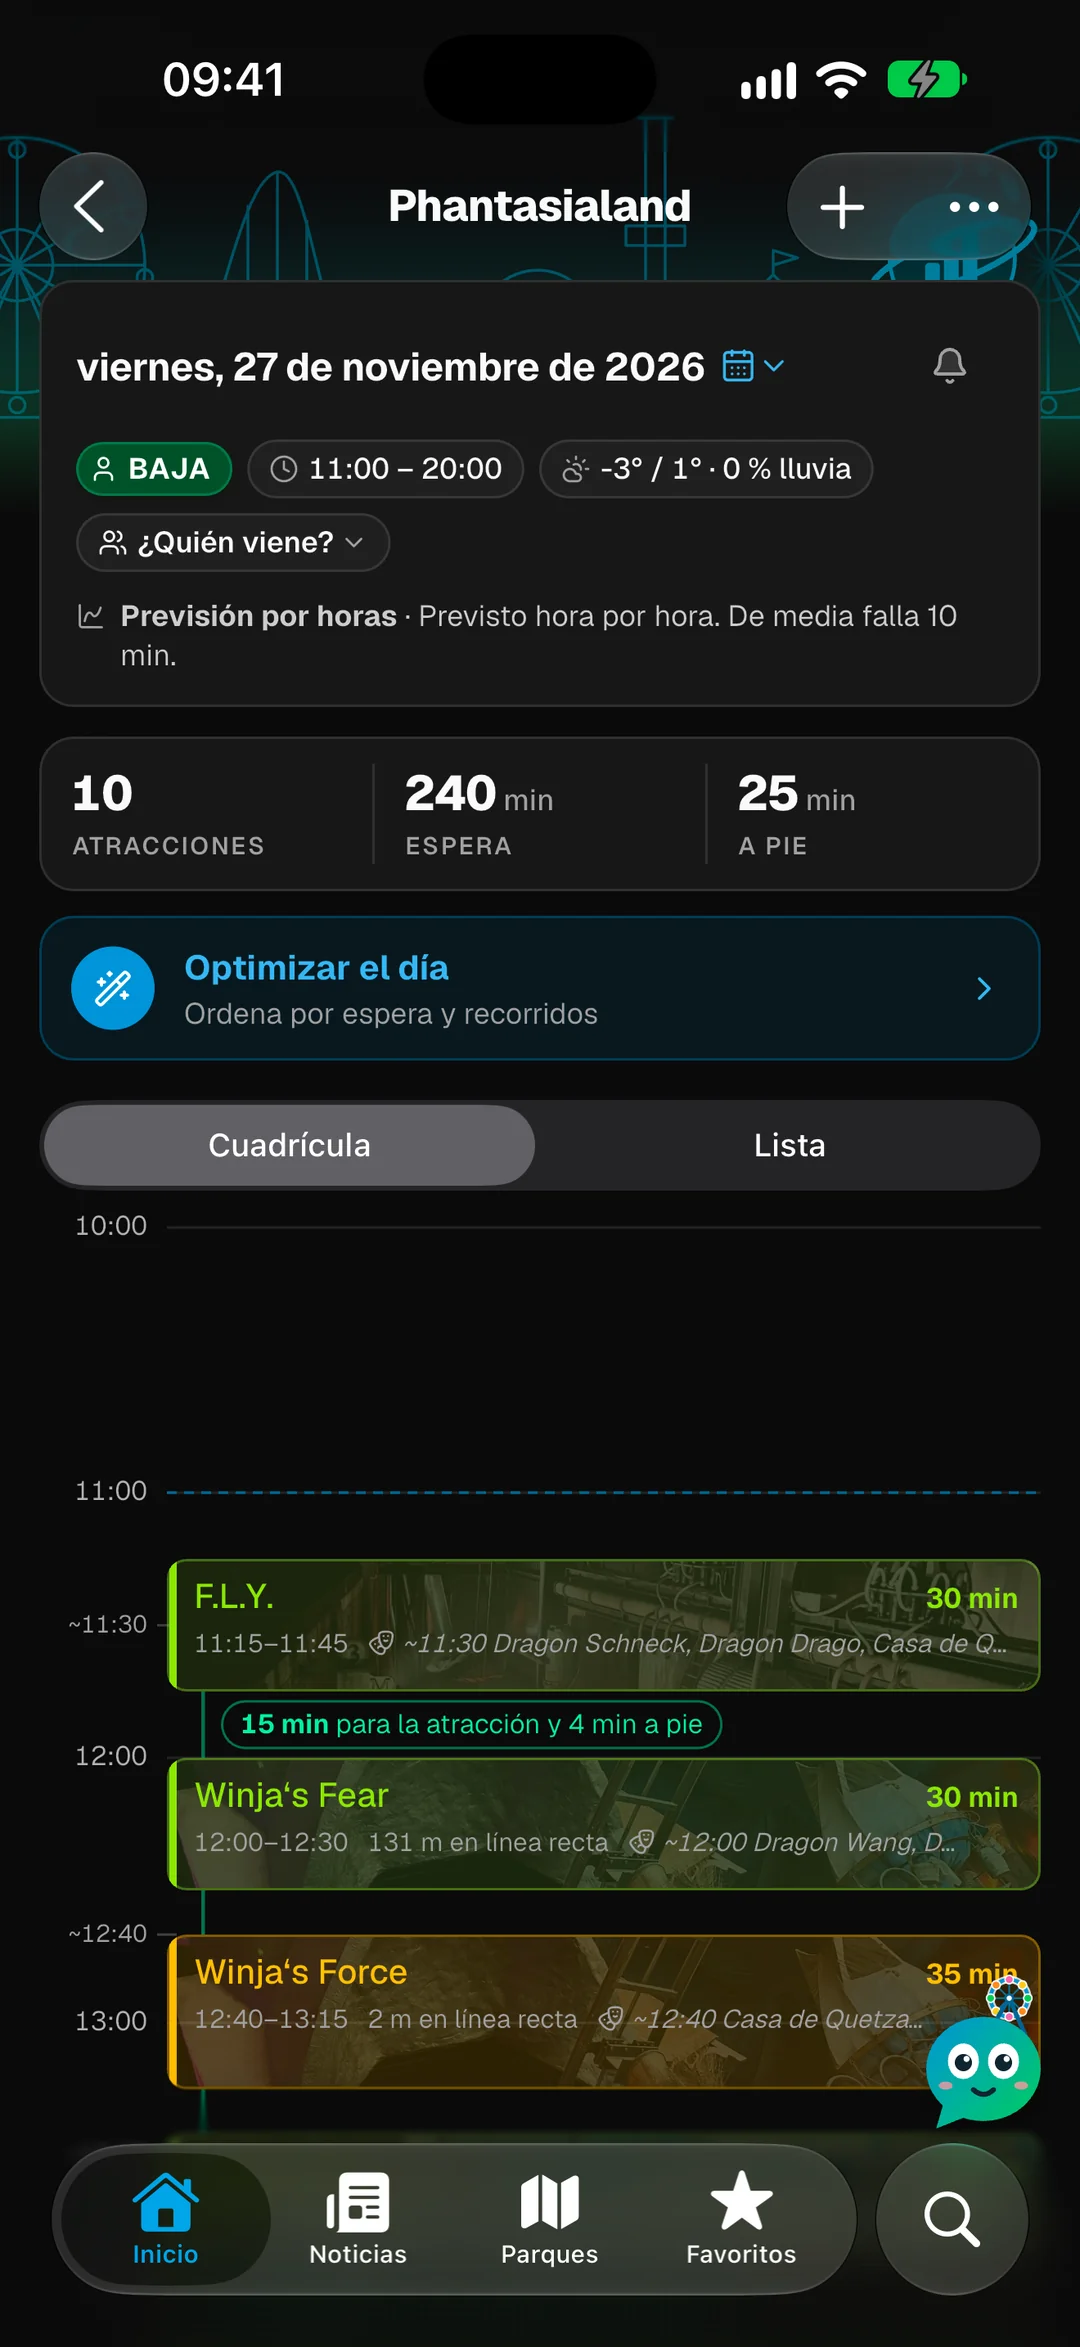 09:41
Phantasialand
viernes, 27 de noviembre de 2026
BAJA
11:00 – 20:00
-3° / 1° · 0 % lluvia
¿Quién viene?
Previsión por horas · Previsto hora por hora. De media falla 10
min.
10
ATRACCIONES
240 min
ESPERA
25 min
A PIE
Optimizar el día
Ordena por espera y recorridos
Cuadrícula
Lista
10:00
11:00
F.L.Y.
30 min
~11:30
11:15–11:45 ~11:30 Dragon Schneck, Dragon Drago, Casa de Q...
15 min para la atracción y 4 min a pie
12:00
Winja‘s Fear
30 min
12:00–12:30 131 m en línea recta ~12:00 Dragon Wang, D...
~12:40
Winja‘s Force
35 min
13:00
12:40–13:15 2 m en línea recta ~12:40 Casa de Quetza...
Inicio
Noticias
Parques
Favoritos